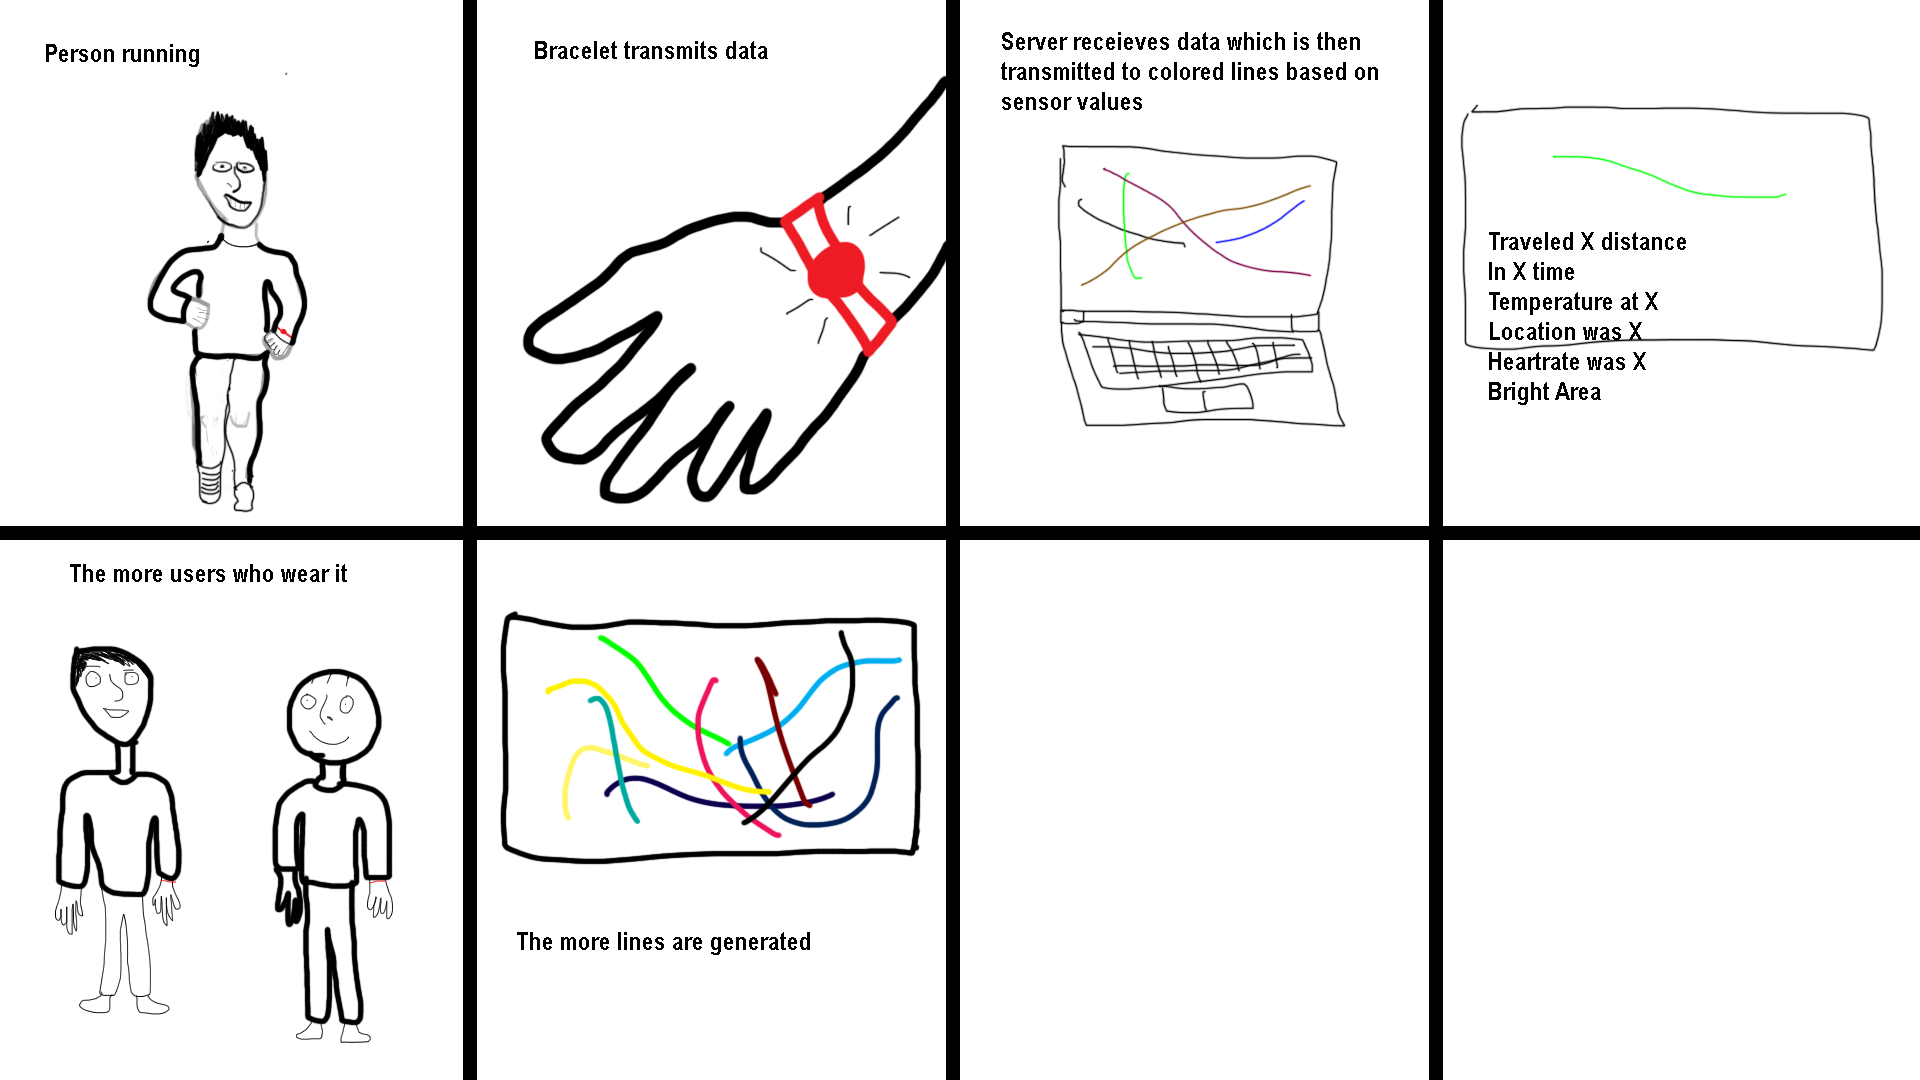 Person running
Bracelet transmits data
Server receieves data which is then
transmitted to colored lines based on
sensor values
Traveled X distance
In X time
Temperature at X
Location was X
Heartrate was X
Bright Area
The more users who wear it
The more lines are generated